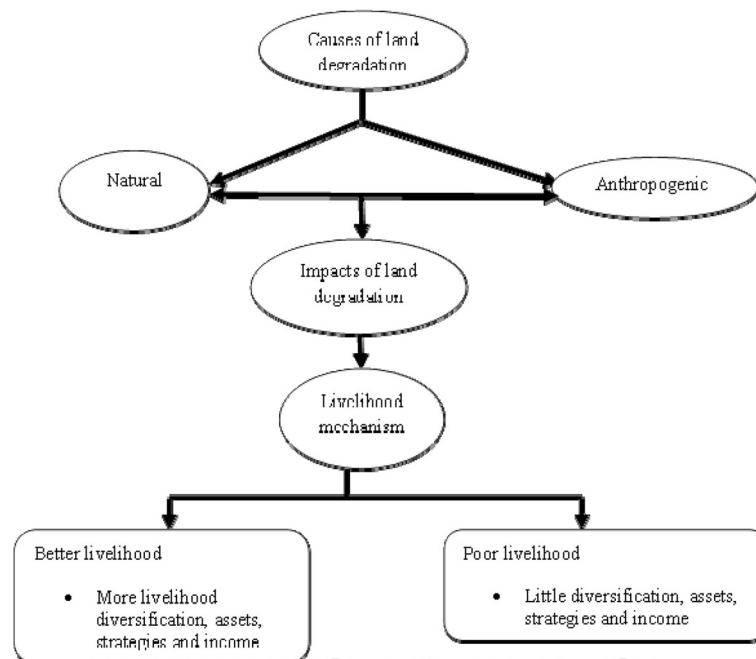 Causes of land
degradation
Natural
Anthropogenic
Impacts of land
degradation
Livelihood
mechanism
Better livelihood
• More livelihood
diversification, assets,
strategies and income
Poor livelihood
• Little diversification, assets,
strategies and income